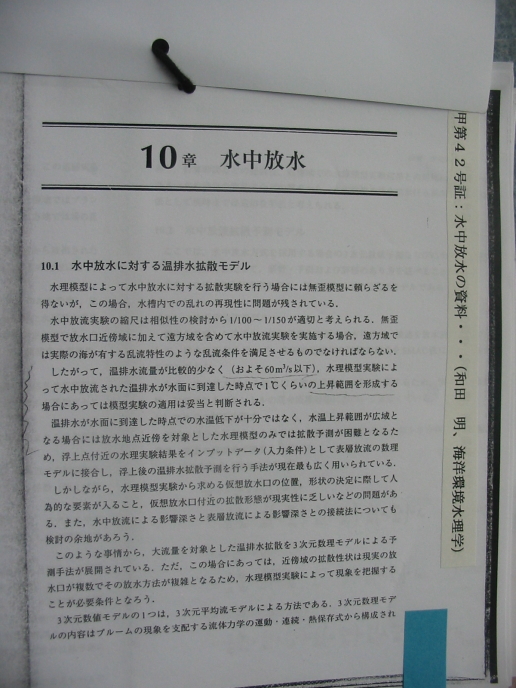 10章 水中放水
10.1 水中放水に対する温排水拡散モデル
水理模型によって水中放水に対する拡散実験を行う場合には無歪模型に頼らざるを
得ないが，この場合，水槽内での乱れの再現性に問題が残されている．
水中放流実験の縮尺は相似性の検討から1/100～1/150が適切と考えられる．無歪
模型で放水口近傍域に加えて遠方域を含めて水中放流実験を実施する場合，遠方域で
は実際の海が有する乱流特性のような乱流条件を満足させるものでなければならない．
したがって，温排水流量が比較的少なく（およそ60m³/s以下），水理模型実験によ
って水中放流された温排水が水面に到達した時点で1℃くらいの上昇範囲を形成する
場合にあっては模型実験の適用は妥当と判断される．
温排水が水面に到達した時点での水温低下が十分ではなく，水温上昇範囲が広域と
なる場合には放水地点近傍を対象とした水理模型のみでは拡散予測が困難となるた
め，浮上点付近の水理実験結果をインプットデータ（入力条件）として表層放流の数理
モデルに接合し，浮上後の温排水拡散予測を行う手法が現在最も広く用いられている．
しかしながら，水理模型実験から求める仮想放水口の位置，形状の決定に際して人
為的な要素が入ること，仮想放水口付近の拡散形態が現実性に乏しいなどの問題があ
る．また，水中放流による影響深さと表層放流による影響深さとの接続法についても
検討の余地があろう．
このような事情から，大流量を対象とした温排水拡散を3次元数理モデルによる予
測手法が展開されている．ただ，この場合にあっては，近傍域の拡散性状は現実の放
水口が複数でその放水方法が複雑となるため，水理模型実験によって現象を把握する
ことが必要条件となろう．
3次元数値モデルの1つは，3次元平均流モデルによる方法である．3次元数理モデ
ルの内容はプルームの現象を支配する流体力学の運動・連続・熱保存式から構成され
甲第４２号証：水中放水の資料・・・(和田　明、海洋環境水理学)